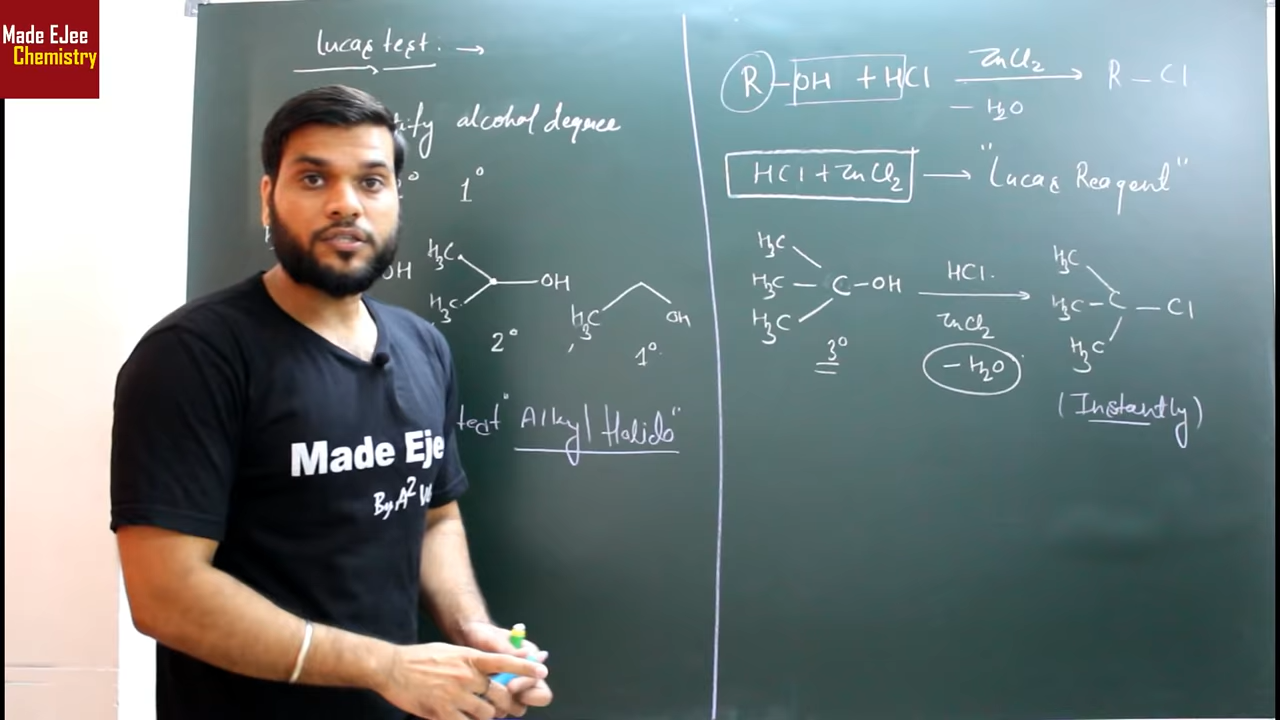 Made EJee
Chemistry
Lucas test. →
tify alcohol degree
° 1°
OH
H3C
H3C
OH
2°
H3C
OH
1°
test" Alkyl Halide"
R-OH + HCl ZnCl2 → R-Cl
- H2O
HCl + ZnCl2 → "Lucas Reagent"
H3C
H3C - C - OH
H3C
3°
HCl.
ZnCl2
- H2O
H3C
H3C - C - Cl
H3C
(Instantly)
Made Eje
By A2